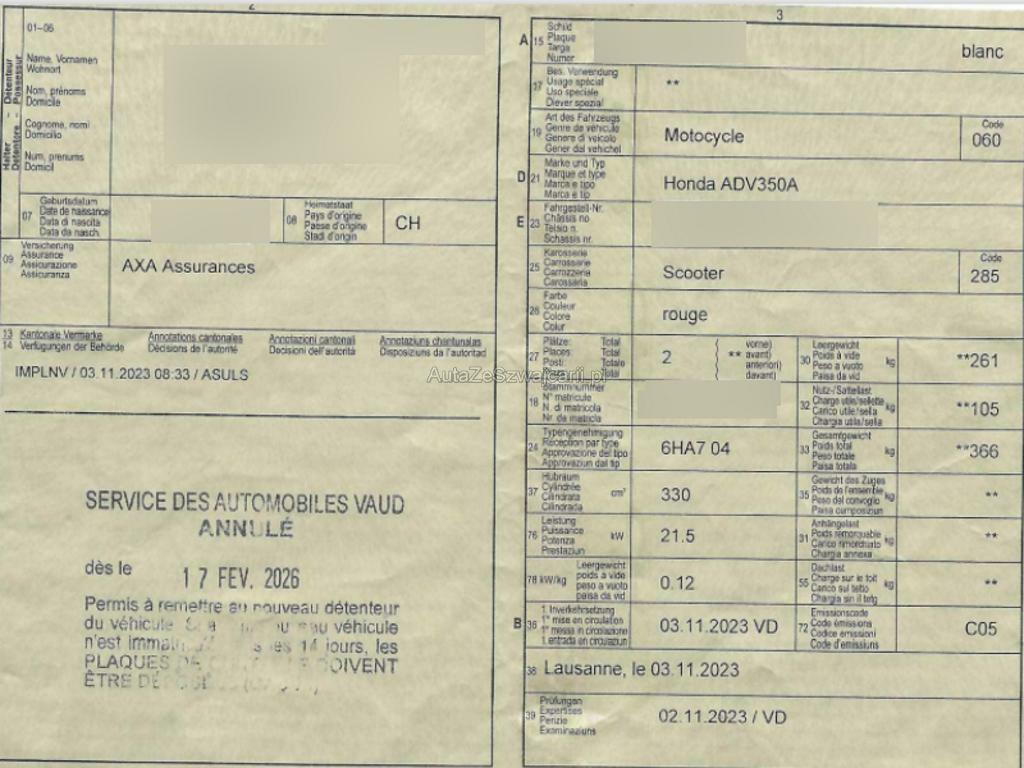 2
01–06
Halter Détenteur
Detentore Possessur
Name, Vornamen
Wohnort
Nom, prénoms
Domicile
Cognome, nomi
Domicilio
Num, prenums
Domicil
07
Geburtsdatum
Date de naissance
Data di nascita
Data da nasch.
08
Heimatstaat
Pays d'origine
Paese d'origine
Stadi d'origin
CH
09
Versicherung
Assurance
Assicurazione
Assicuranza
AXA Assurances
13 Kantonale Vermerke Annotations cantonales Annotazioni cantonali Annotaziuns chantunalas
14 Verfügungen der Behörde Décisions de l'autorité Decisioni dell'autorità Disposiziuns da l'autoritad
IMPLNV / 03.11.2023 08:33 / ASULS
SERVICE DES AUTOMOBILES VAUD
ANNULÉ
dès le 17 FEV. 2026
Permis à remettre au nouveau détenteur
du véhicule. véhicule
n'est 14 jours, les
PLAQUES DE DOIVENT
ÊTRE
3
A 15
Schild
Plaque
Targa
Numer
blanc
17
Bes. Verwendung
Usage spécial
Uso speciale
Diever spezial
**
19
Art des Fahrzeugs
Genre de véhicule
Genere di veicolo
Gener dal vehichel
Motocycle
Code
060
D 21
Marke und Typ
Marque et type
Marca e tipo
Marca e tip
Honda ADV350A
E 23
Fahrgestell-Nr.
Châssis no
Telaio n.
Schassis nr.
25
Karosserie
Carrosserie
Carrozzeria
Carossaria
Scooter
Code
285
26
Farbe
Couleur
Colore
Colur
rouge
27
Plätze: Total
Places: Total
Posti: Totale
Total
2
vorne)
** avant)
anteriori)
davant)
30
Leergewicht
Poids à vide
Peso a vuoto
Paisa da vid
kg
**261
18
Stammnummer
N° matricule
N. di matricola
Nr. da matricla
32
Nutz-/Sattellast
Charge utile/sellette
Carico utile/sella
Chargia utila/sella
kg
**105
24
Typengenehmigung
Réception par type
Approvazione del tipo
Approvaziun dal tip
6HA7 04
33
Gesamtgewicht
Poids total
Peso totale
Paisa totala
kg
**366
37
Hubraum
Cylindrée
Cilindrata
Cilindrada
cm³
330
35
Gewicht des Zuges
Poids de l'ensemble
Peso del convoglio
Paisa cumposiziun
kg
**
76
Leistung
Puissance
Potenza
Prestaziun
kW
21.5
31
Anhängelast
Poids remorquable
Carico rimorchiato
Chargia annexa
kg
**
78 kW/kg
Leergewicht
poids à vide
peso a vuoto
paisa da vid
0.12
55
Dachlast
Charge sur le toit
Carico sul tetto
Chargia sin il tetg
kg
**
B 36
1. Inverkehrsetzung
1re mise en circulation
1a messa in circolazione
1. entrada en circulaziun
03.11.2023 VD
72
Emissionscode
Code émissions
Codice emissioni
Code d'emissiuns
C05
38 Lausanne, le 03.11.2023
39
Prüfungen
Expertises
Perizie
Examinaziuns
02.11.2023 / VD
AutaZeSzwajcarii.pl